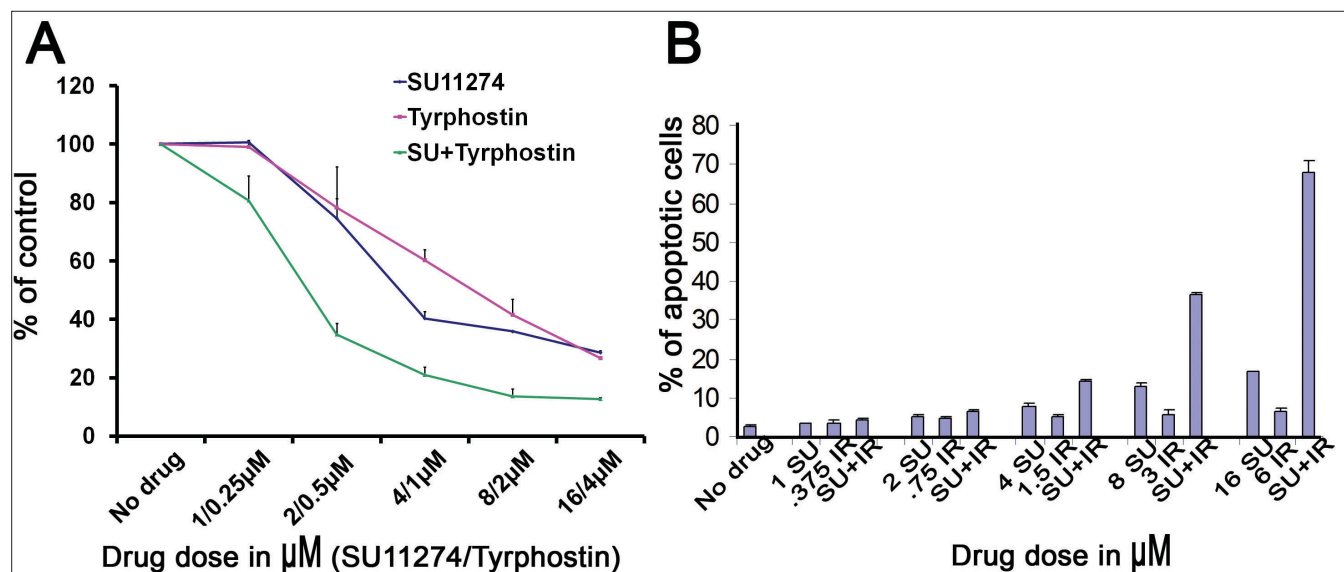 A
B
SU11274
Tyrphostin
SU+Tyrphostin
120
100
80
60
40
20
0
% of control
No drug
1/0.25µM
2/0.5µM
4/1µM
8/2µM
16/4µM
Drug dose in µM (SU11274/Tyrphostin)
80
70
60
50
40
30
20
10
0
% of apoptotic cells
No drug
1 SU
.375 IR
SU+IR
2 SU
.75 IR
SU+IR
4 SU
1.5 IR
SU+IR
8 SU
3 IR
SU+IR
16 SU
6 IR
SU+IR
Drug dose in µM